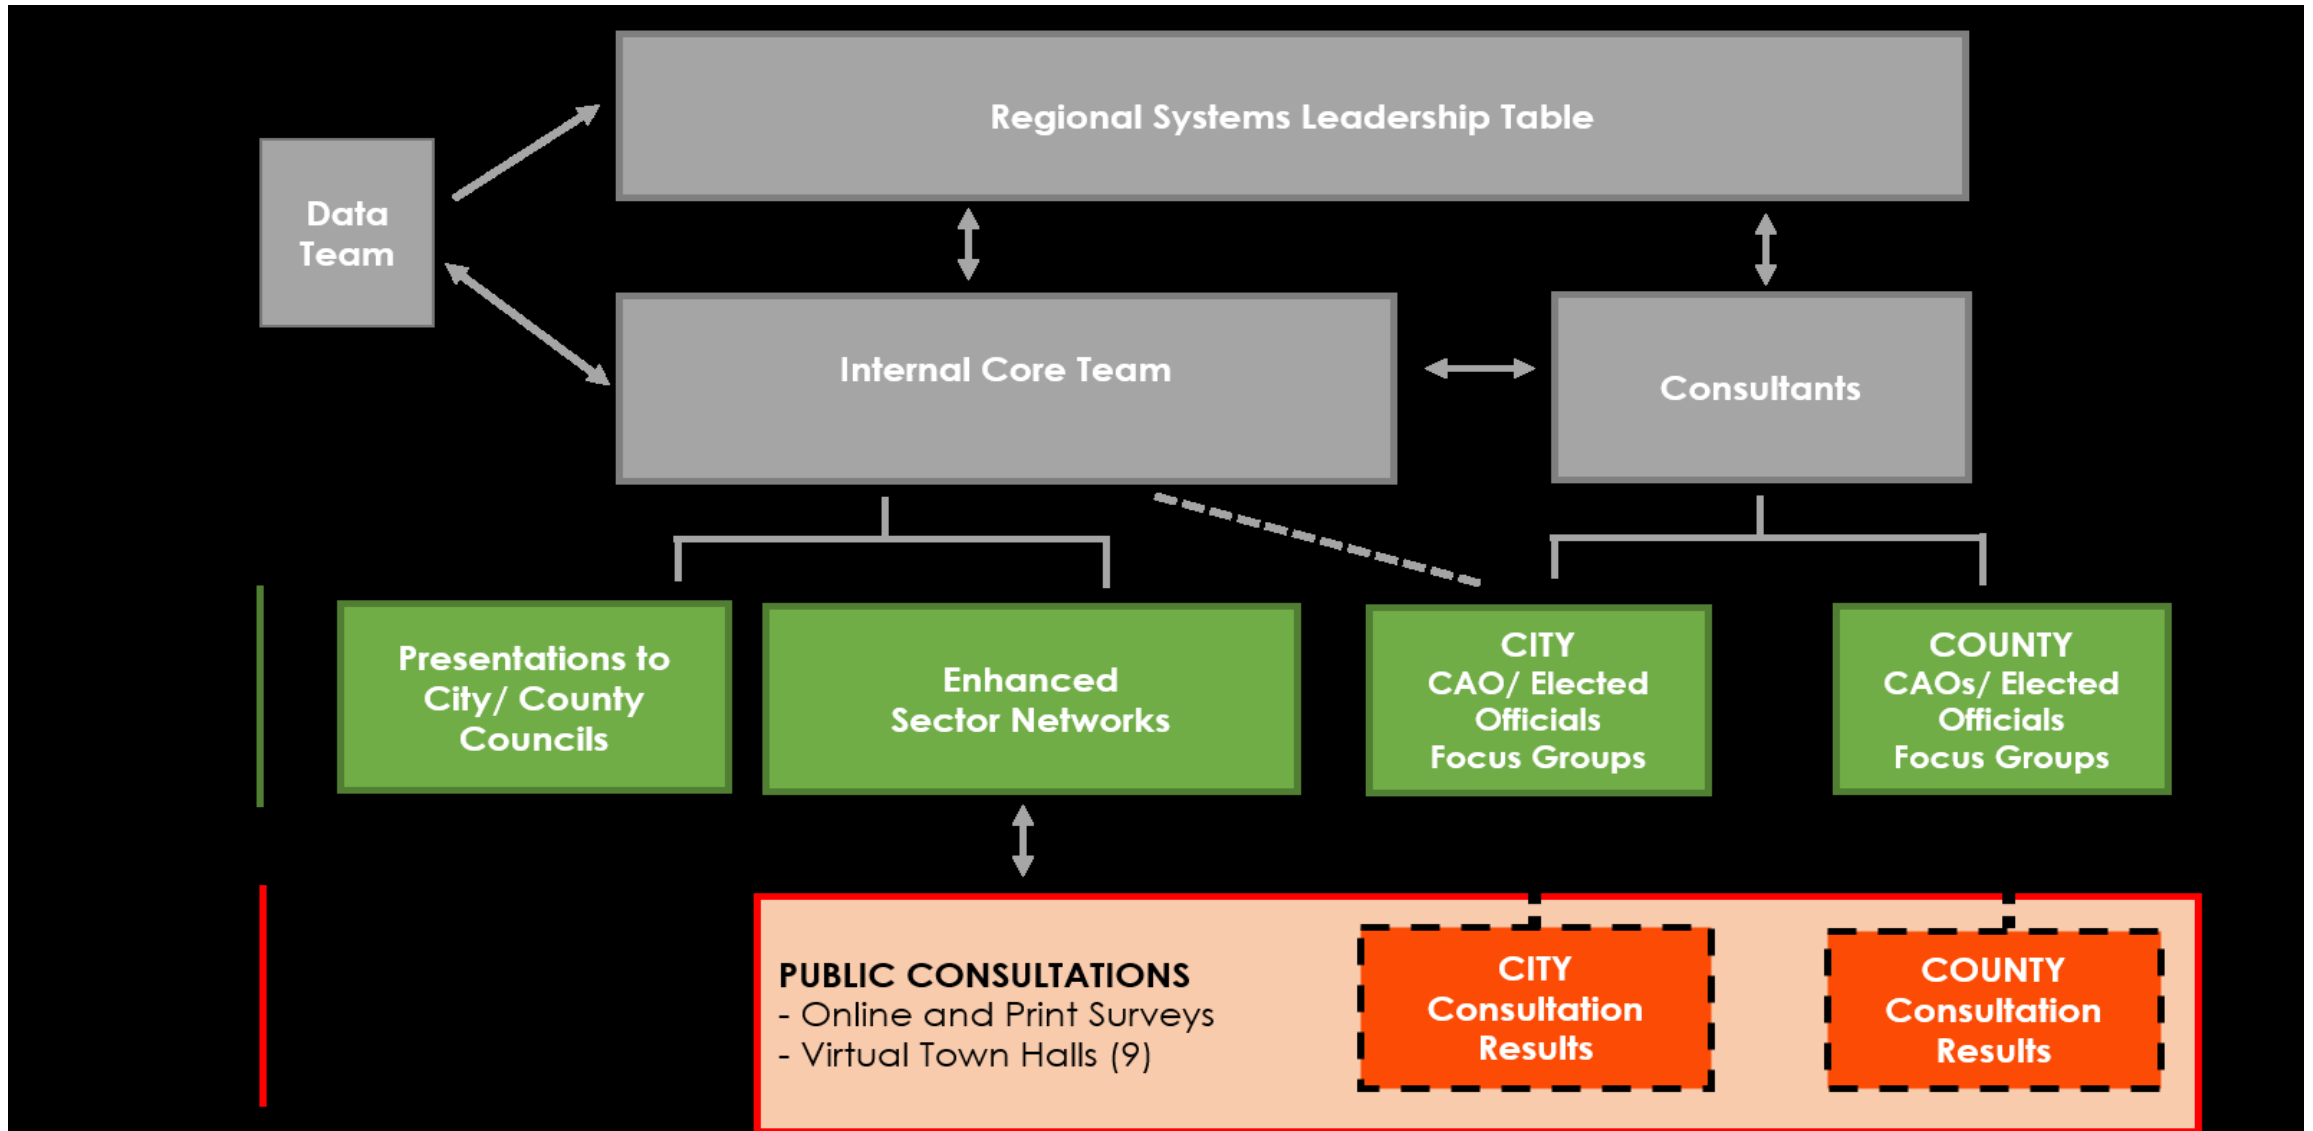 Regional Systems Leadership Table
Data
Team
Internal Core Team
Consultants
Presentations to
City/ County
Councils
Enhanced
Sector Networks
CITY
CAO/ Elected
Officials
Focus Groups
COUNTY
CAOs/ Elected
Officials
Focus Groups
PUBLIC CONSULTATIONS
- Online and Print Surveys
- Virtual Town Halls (9)
CITY
Consultation
Results
COUNTY
Consultation
Results